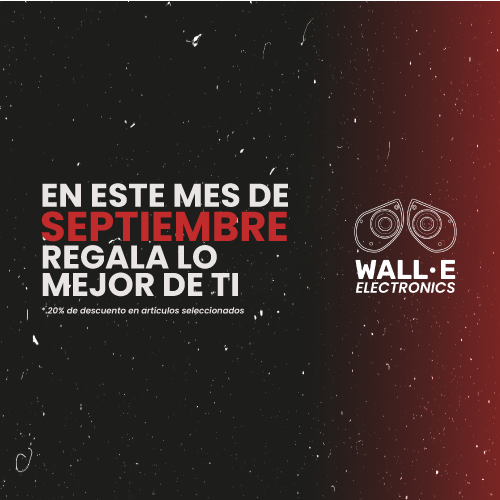 EN ESTE MES DE
SEPTIEMBRE
REGALA LO
MEJOR DE TI
*.20% de descuento en artículos seleccionados
WALL·E
ELECTRONICS